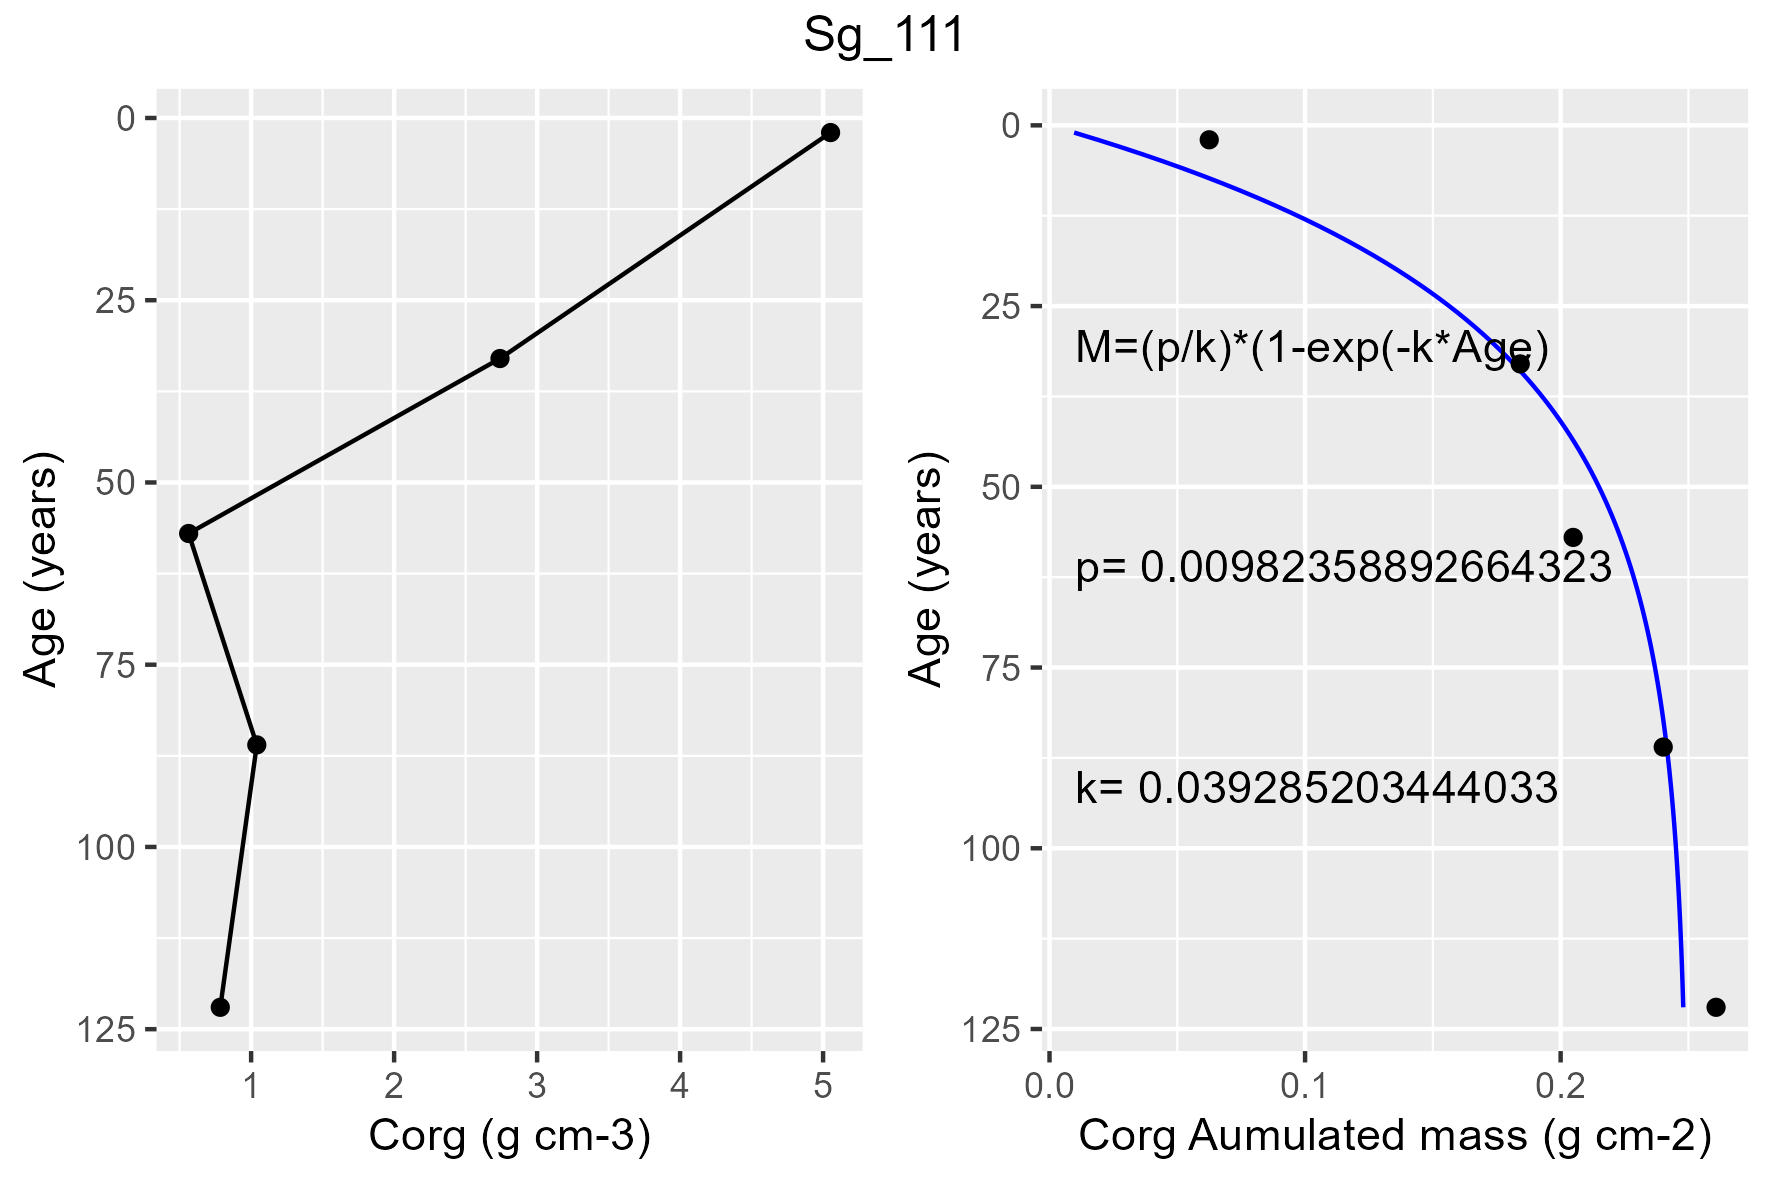 Sg_111
0
25
50
75
100
125
Age (years)
1 2 3 4 5
Corg (g cm-3)
0
25
50
75
100
125
Age (years)
M=(p/k)*(1-exp(-k*Age)
p= 0.00982358892664323
k= 0.039285203444033
0.0 0.1 0.2
Corg Aumulated mass (g cm-2)